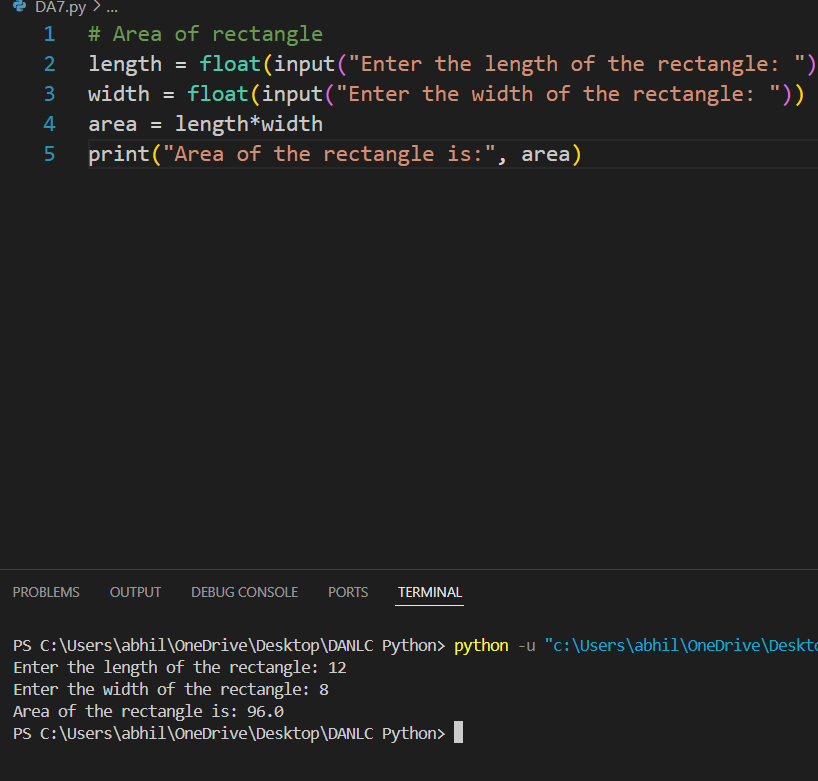 DA7.py > ...
1 # Area of rectangle
2 length = float(input("Enter the length of the rectangle: ")
3 width = float(input("Enter the width of the rectangle: "))
4 area = length*width
5 print("Area of the rectangle is:", area)
PROBLEMS OUTPUT DEBUG CONSOLE PORTS TERMINAL
PS C:\Users\abhil\OneDrive\Desktop\DANLC Python> python -u "c:\Users\abhil\OneDrive\Deskto
Enter the length of the rectangle: 12
Enter the width of the rectangle: 8
Area of the rectangle is: 96.0
PS C:\Users\abhil\OneDrive\Desktop\DANLC Python>